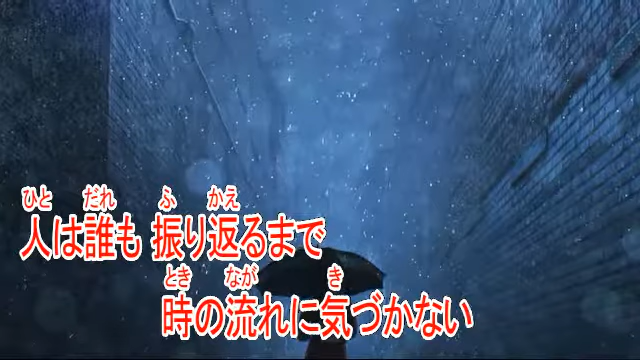 ひと だれ ふ かえ
人は誰も 振り返るまで
とき なが き
時の流れに気づかない